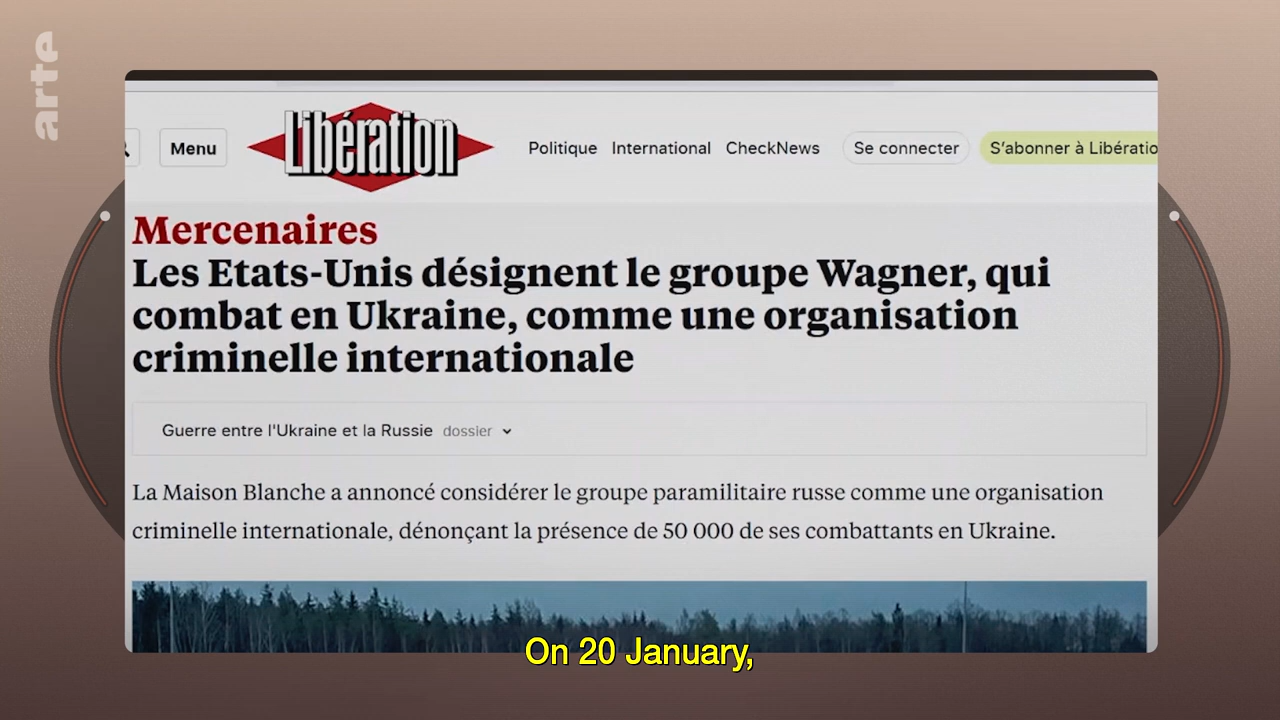 arte
Menu
Libération
Politique International CheckNews
Se connecter
S'abonner à Libératio
Mercenaires
Les Etats-Unis désignent le groupe Wagner, qui
combat en Ukraine, comme une organisation
criminelle internationale
Guerre entre l'Ukraine et la Russie dossier
La Maison Blanche a annoncé considérer le groupe paramilitaire russe comme une organisation
criminelle internationale, dénonçant la présence de 50 000 de ses combattants en Ukraine.
On 20 January,